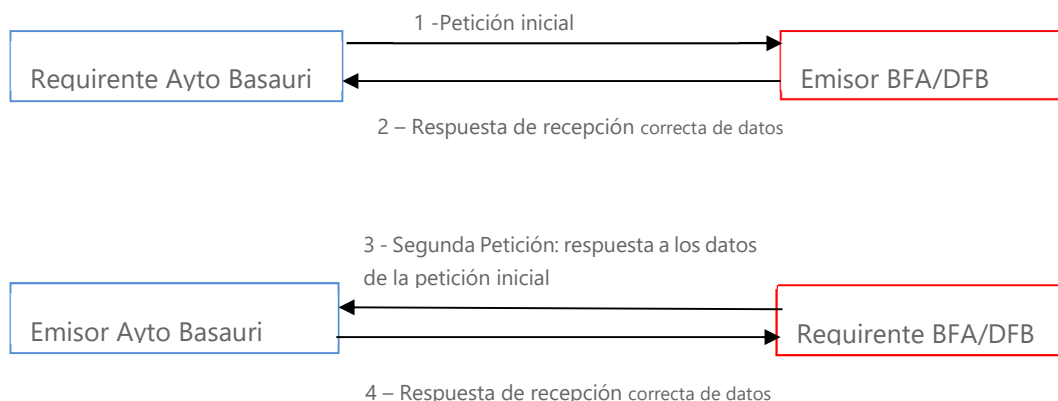 1 -Petición inicial
Requirente Ayto Basauri
Emisor BFA/DFB
2 – Respuesta de recepción correcta de datos
3 - Segunda Petición: respuesta a los datos
de la petición inicial
Emisor Ayto Basauri
Requirente BFA/DFB
4 – Respuesta de recepción correcta de datos